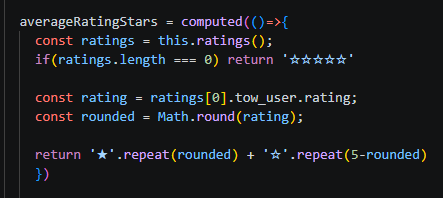 averageRatingStars = computed(()=>{
const ratings = this.ratings();
if(ratings.length === 0) return '☆☆☆☆☆'
const rating = ratings[0].tow_user.rating;
const rounded = Math.round(rating);
return '★'.repeat(rounded) + '☆'.repeat(5-rounded)
})